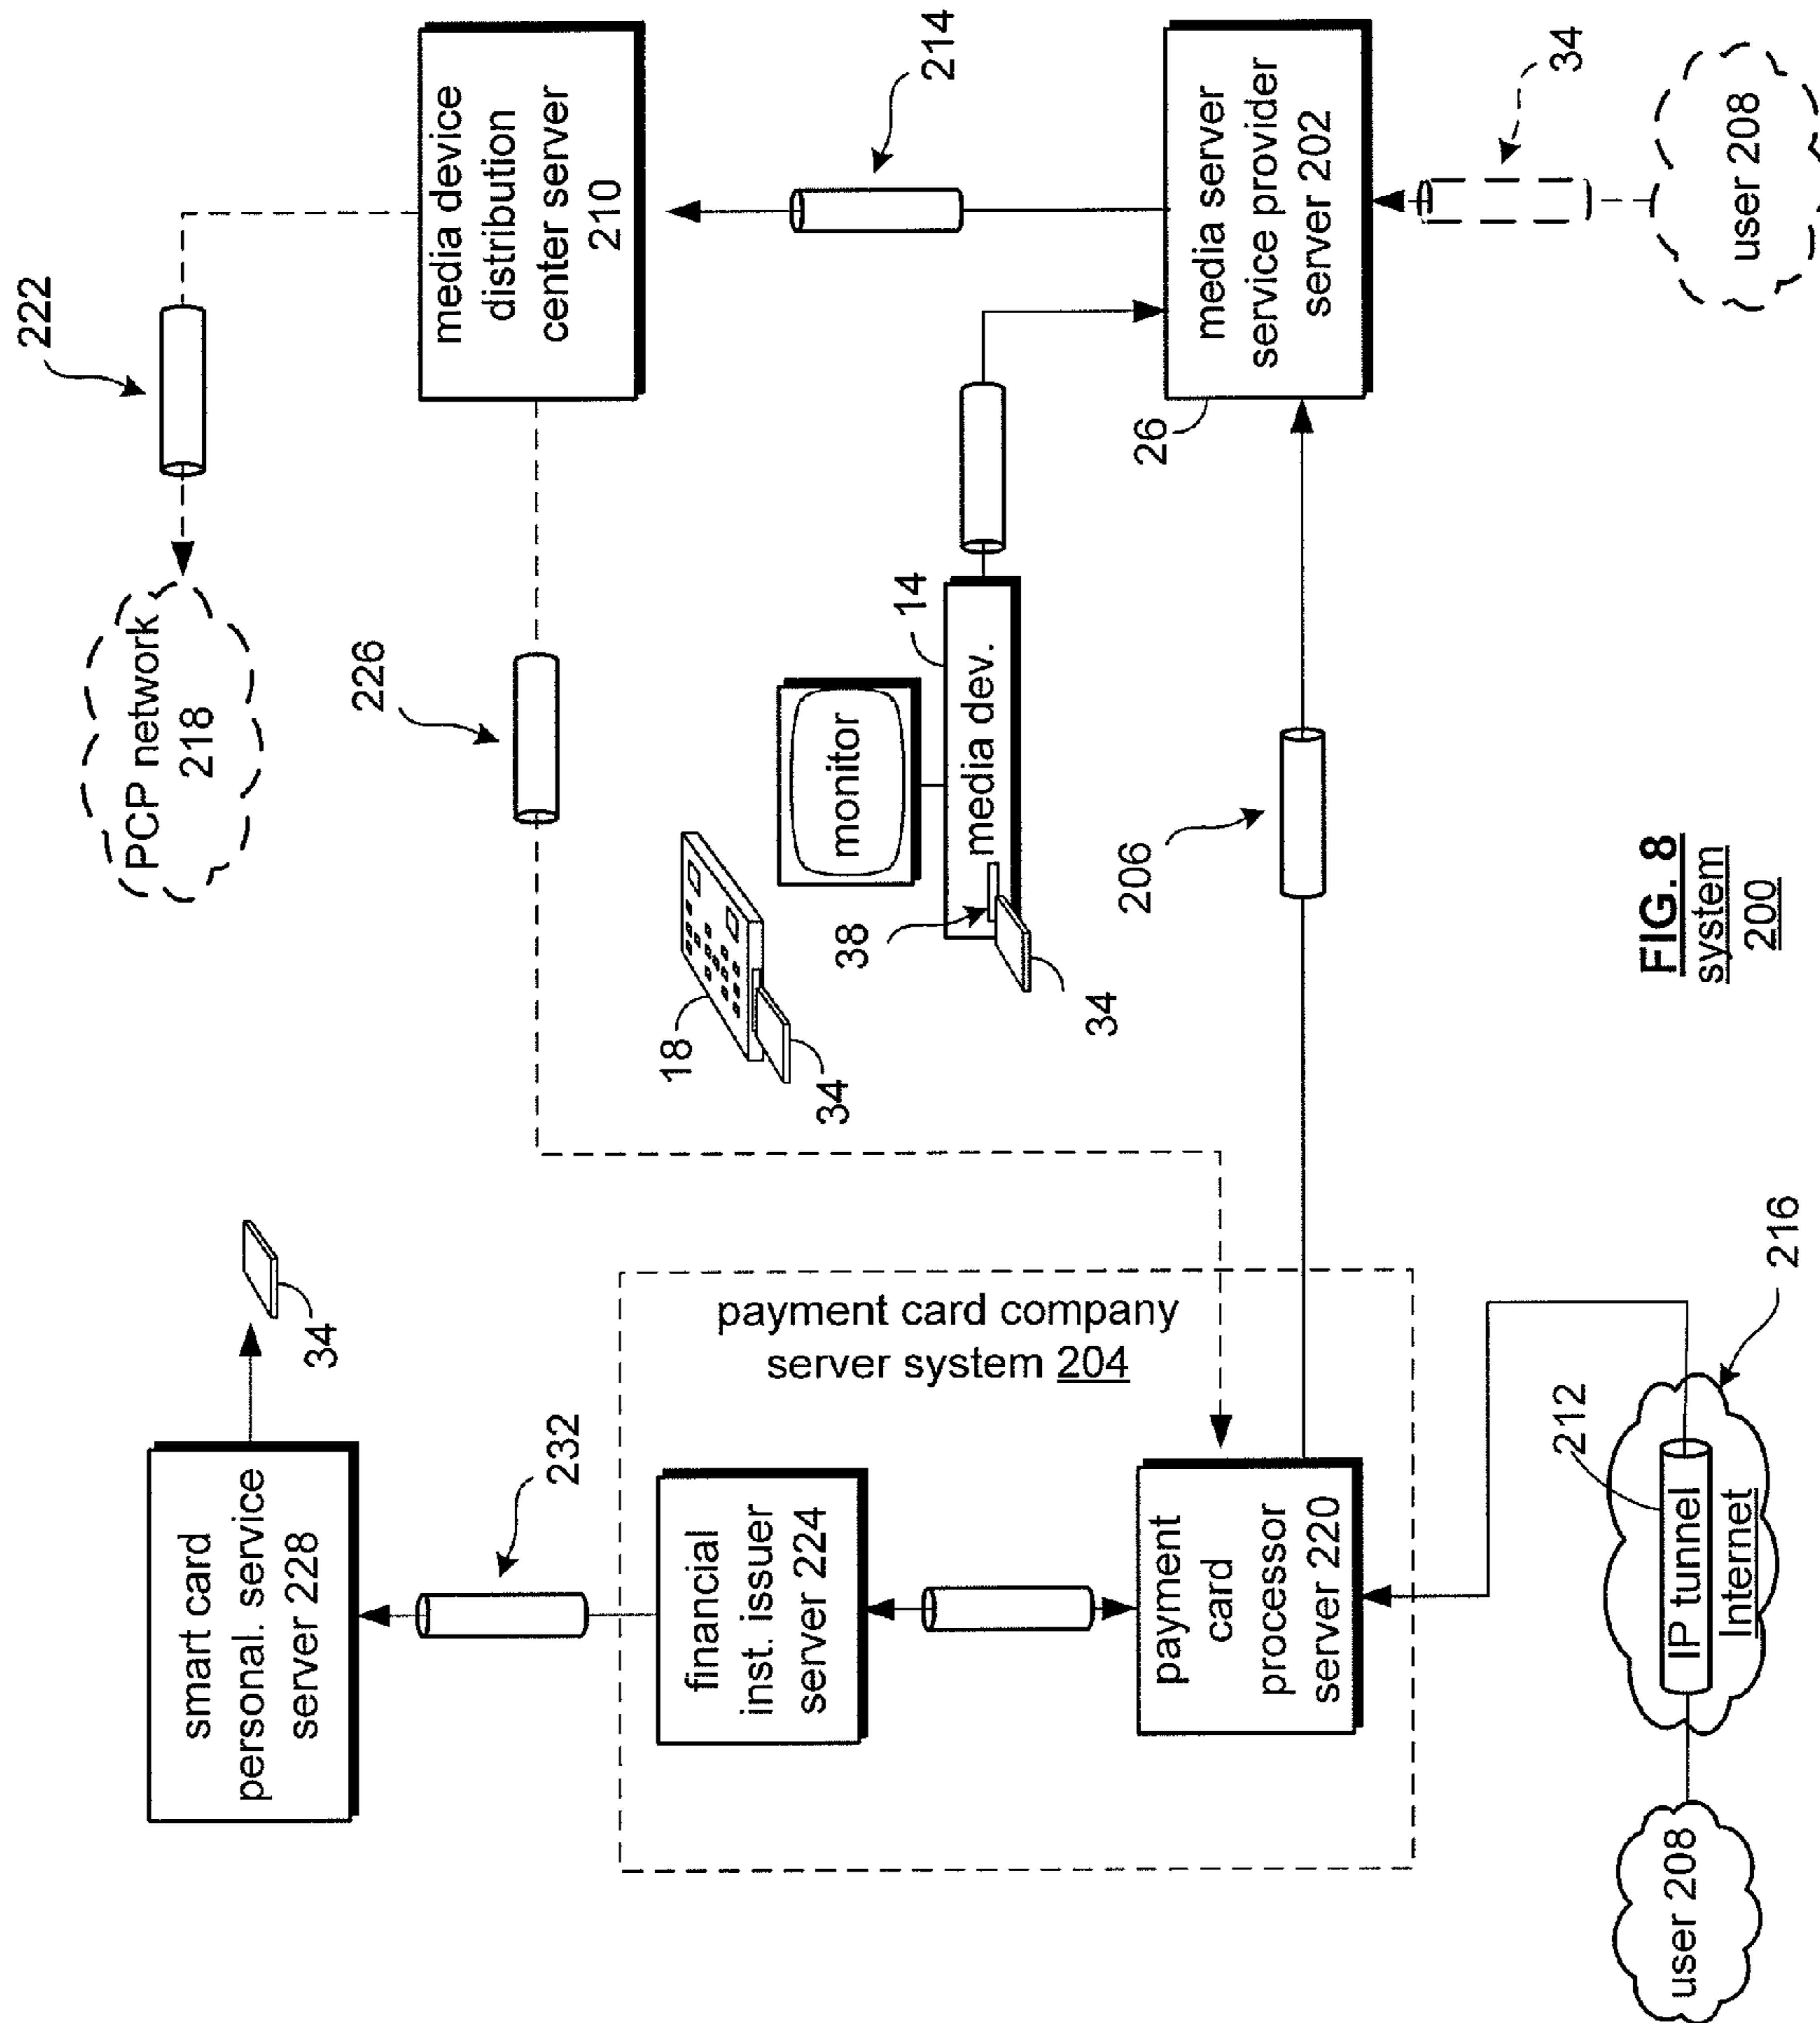 smart card
personal. service
server 228
34
232
payment card company
server system 204
financial
inst. issuer
server 224
payment
card
processor
server 220
user 208
IP tunnel
Internet
212
216
222
PCP network
218
226
18
34
monitor
14
media dev.
38
34
206
media device
distribution
center server
210
214
26
media server
service provider
server 202
34
user 208
FIG. 8
system
200